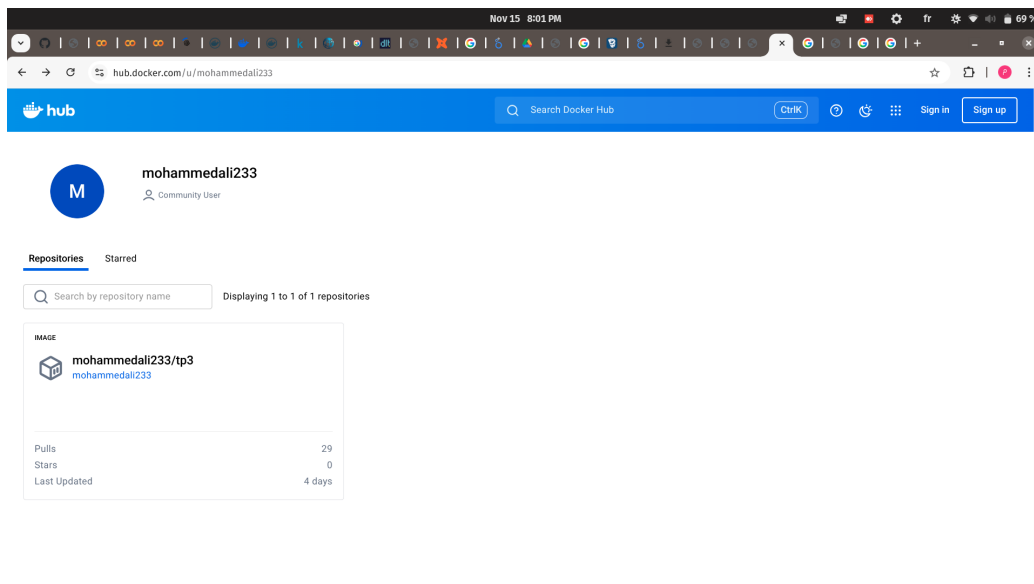 Nov 15 8:01 PM
fr
69 %
dlt
hub.docker.com/u/mohammedali233
P
hub
Search Docker Hub
CtrlK
Sign in
Sign up
M
mohammedali233
Community User
Repositories
Starred
Search by repository name
Displaying 1 to 1 of 1 repositories
IMAGE
mohammedali233/tp3
mohammedali233
Pulls 29
Stars 0
Last Updated 4 days